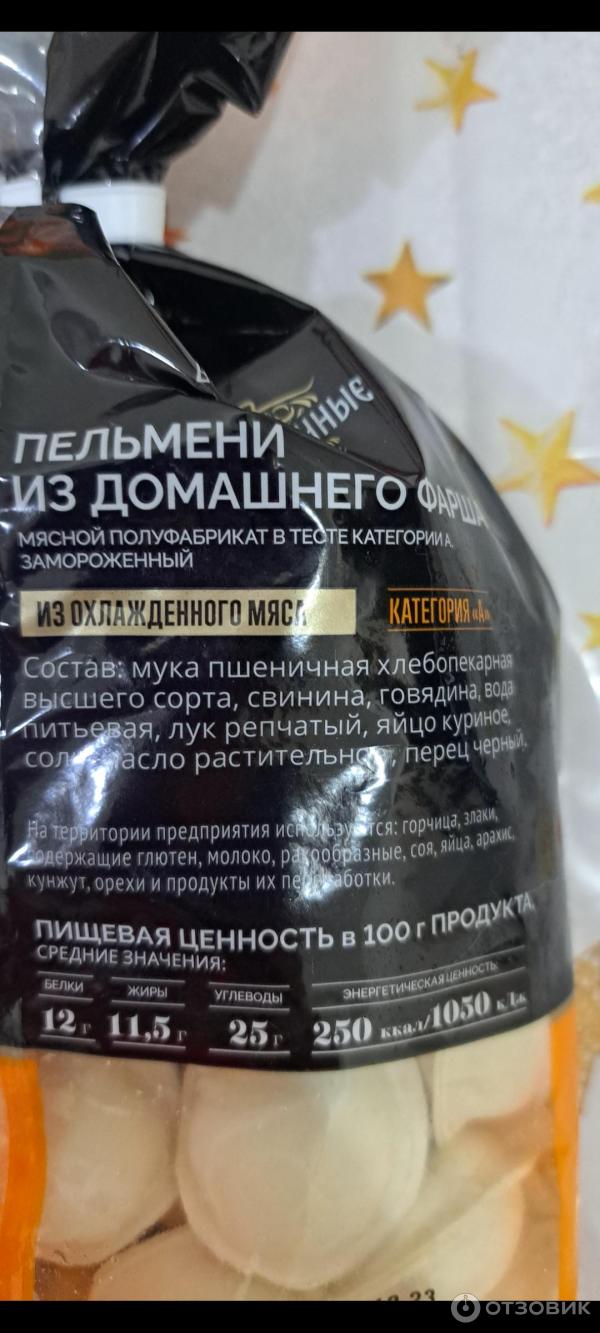 ПЕЛЬМЕНИ
ИЗ ДОМАШНЕГО ФАРША
МЯСНОЙ ПОЛУФАБРИКАТ В ТЕСТЕ КАТЕГОРИИ А.
ЗАМОРОЖЕННЫЙ
ИЗ ОХЛАЖДЕННОГО МЯСА
КАТЕГОРИЯ «А»
Состав: мука пшеничная хлебопекарная
высшего сорта, свинина, говядина, вода
питьевая, лук репчатый, яйцо куриное,
соль, масло растительное, перец черный.
На территории предприятия используются: горчица, злаки,
содержащие глютен, молоко, ракообразные, соя, яйца, арахис,
кунжут, орехи и продукты их переработки.
ПИЩЕВАЯ ЦЕННОСТЬ в 100 г ПРОДУКТА,
СРЕДНИЕ ЗНАЧЕНИЯ:
БЕЛКИ ЖИРЫ УГЛЕВОДЫ ЭНЕРГЕТИЧЕСКАЯ ЦЕННОСТЬ:
12 г 11,5 г 25 г 250 ккал/1050 кДж
ОТЗОВИК